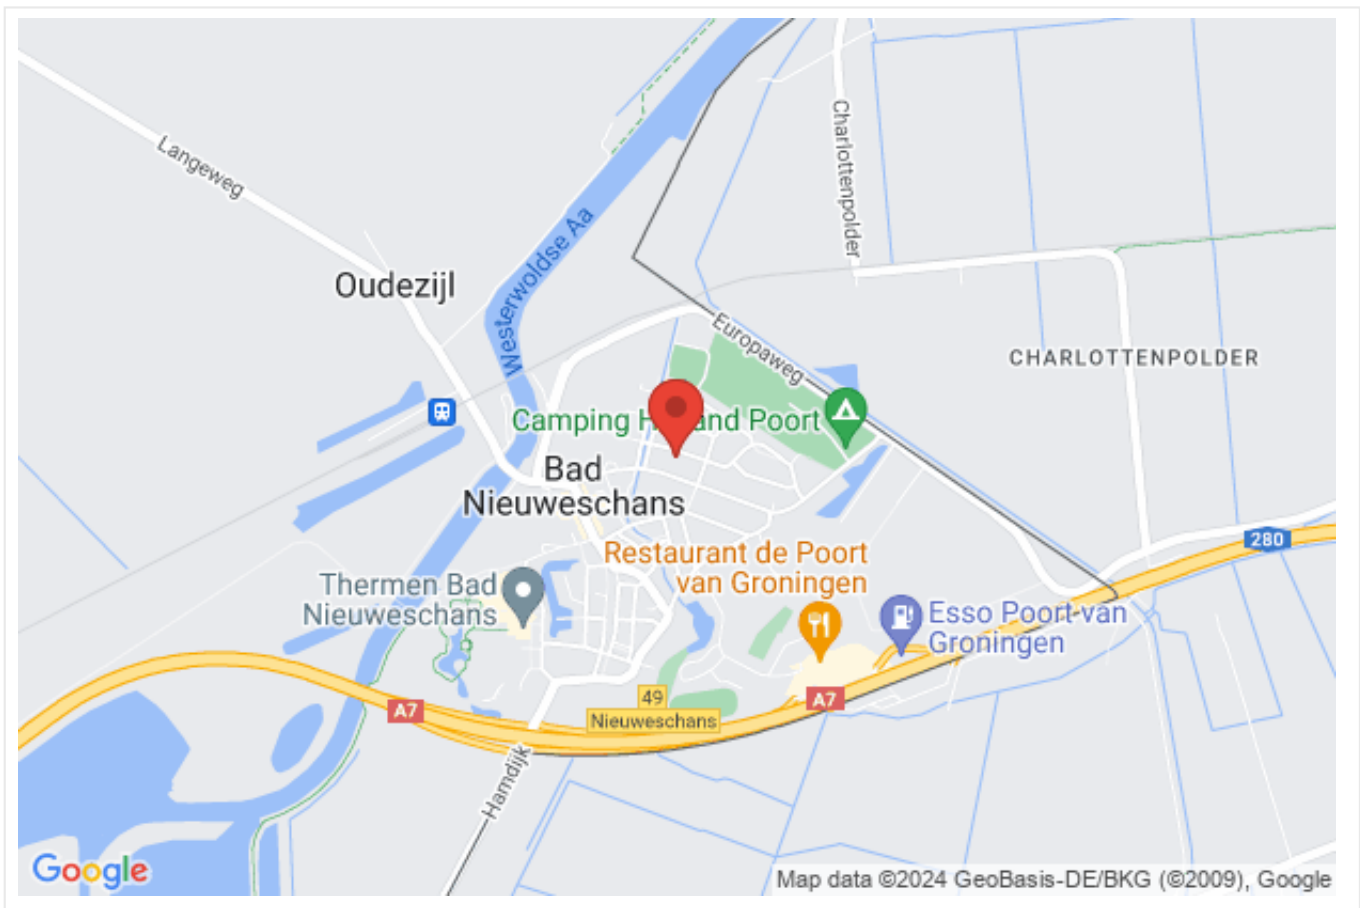 Langeweg
Charlottenpolder
Westerwoldse Aa
Oudezijl
Europaweg
CHARLOTTENPOLDER
Camping H
and Poort
Bad
Nieuweschans
280
Restaurant de Poort
van Groningen
Thermen Bad
Nieuweschans
Esso Poort van
Groningen
49
A7
A7
Nieuweschans
Hamdijk
Google
Map data ©2024 GeoBasis-DE/BKG (©2009), Google